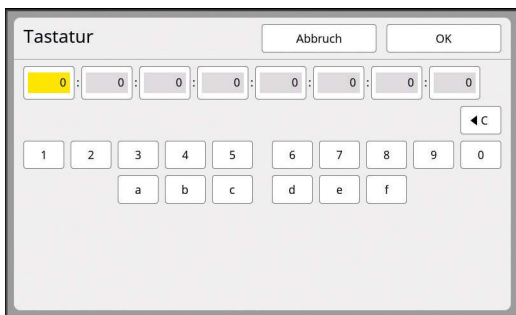 Tastatur Abbruch OK
0 : 0 : 0 : 0 : 0 : 0 : 0 : 0
◀ C
1 2 3 4 5 6 7 8 9 0
a b c d e f